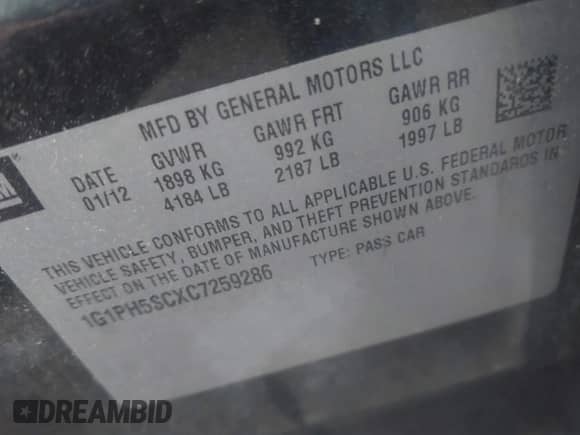 MFD BY GENERAL MOTORS LLC
DATE GVWR GAWR FRT GAWR RR
01/12 1898 KG 992 KG 906 KG
4184 LB 2187 LB 1997 LB
THIS VEHICLE CONFORMS TO ALL APPLICABLE U.S. FEDERAL MOTOR
VEHICLE SAFETY, BUMPER, AND THEFT PREVENTION STANDARDS IN
EFFECT ON THE DATE OF MANUFACTURE SHOWN ABOVE.
1G1PH5SCXC7259286 TYPE: PASS CAR
DREAMBID